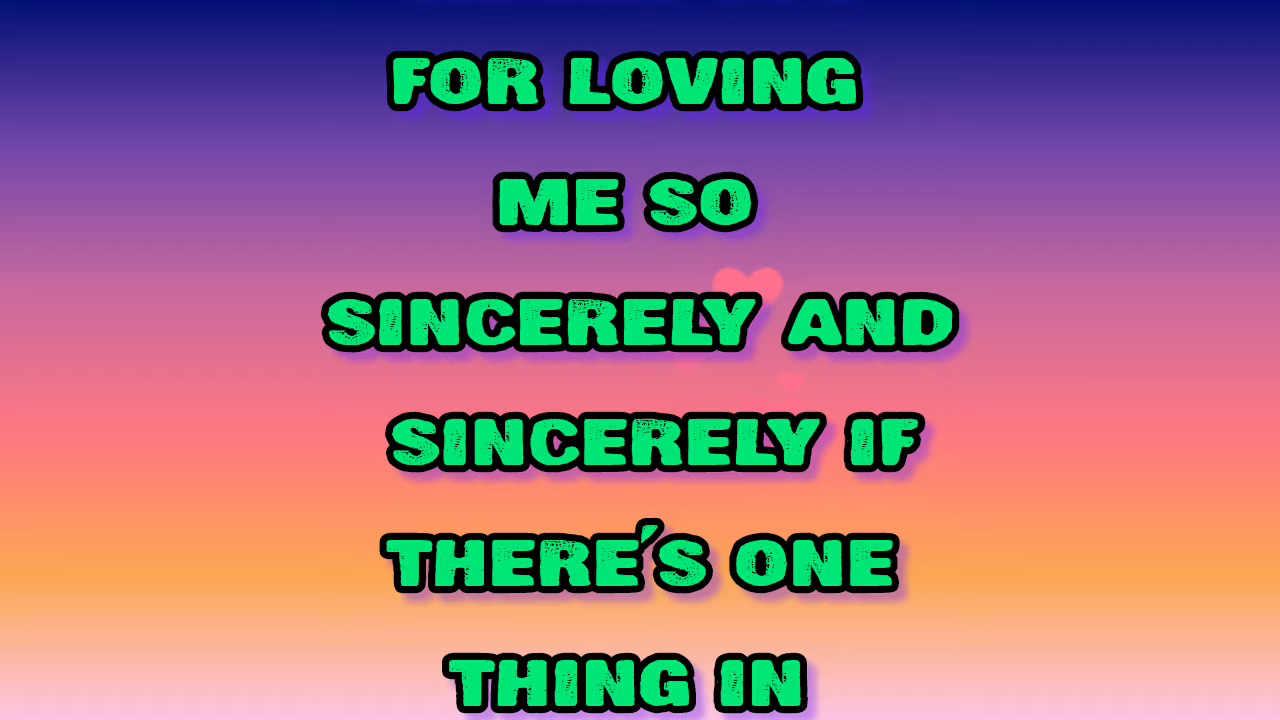 FOR LOVING
ME SO
SINCERELY AND
SINCERELY IF
THERE'S ONE
THING IN